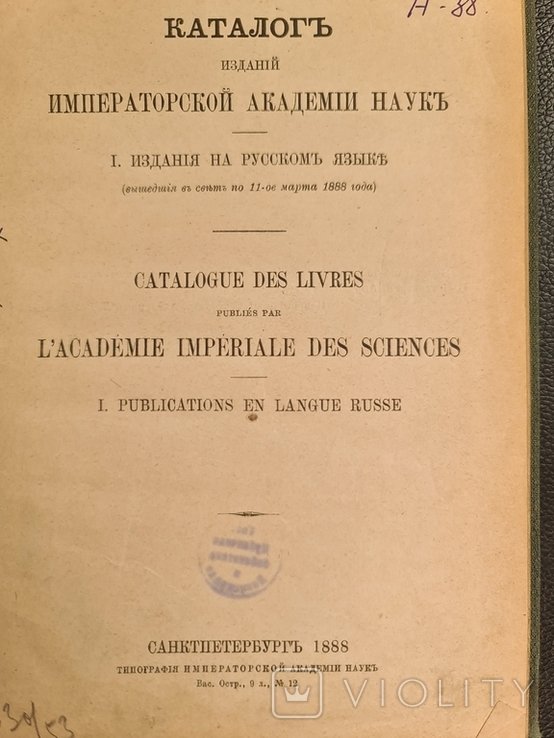 Н-88.
КАТАЛОГЪ
ИЗДАНІЙ
ИМПЕРАТОРСКОЙ АКАДЕМІИ НАУКЪ
I. ИЗДАНІЯ НА РУССКОМЪ ЯЗЫКѢ
(вышедшія въ свѣтъ по 11-ое марта 1888 года)
CATALOGUE DES LIVRES
PUBLIÉS PAR
L'ACADÉMIE IMPÉRIALE DES SCIENCES
I. PUBLICATIONS EN LANGUE RUSSE
САНКТПЕТЕРБУРГЪ 1888
ТИПОГРАФІЯ ИМПЕРАТОРСКОЙ АКАДЕМІИ НАУКЪ
Вас. Остр., 9 л., № 12
VIOLITY